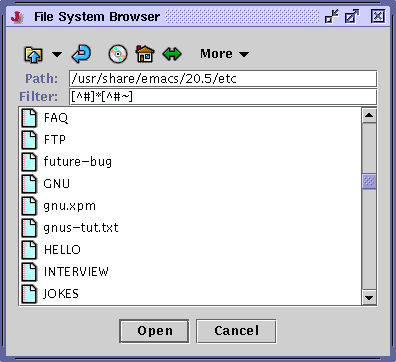 File System Browser
More
Path: /usr/share/emacs/20.5/etc
Filter: [^#]*[^#~]
FAQ
FTP
future-bug
GNU
gnu.xpm
gnus-tut.txt
HELLO
INTERVIEW
JOKES
Open Cancel